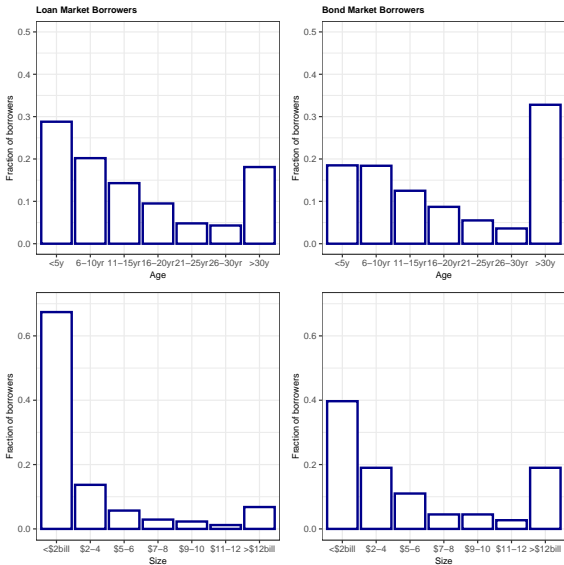 Loan Market Borrowers
Fraction of borrowers
0.5
0.4
0.3
0.2
0.1
0.0
<5y 6–10yr 11–15yr 16–20yr 21–25yr 26–30yr >30y
Age
Bond Market Borrowers
Fraction of borrowers
0.5
0.4
0.3
0.2
0.1
0.0
<5y 6–10yr 11–15yr 16–20yr 21–25yr 26–30yr >30y
Age
Fraction of borrowers
0.6
0.4
0.2
0.0
<$2bill $2–4 $5–6 $7–8 $9–10 $11–12 >$12bill
Size
Fraction of borrowers
0.6
0.4
0.2
0.0
<$2bill $2–4 $5–6 $7–8 $9–10 $11–12 >$12bill
Size